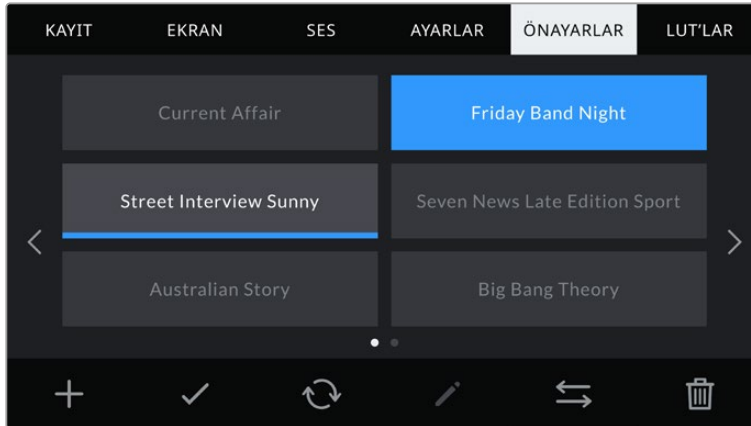 KAYIT EKRAN SES AYARLAR ÖNAYARLAR LUT'LAR
Current Affair Friday Band Night
Street Interview Sunny Seven News Late Edition Sport
Australian Story Big Bang Theory